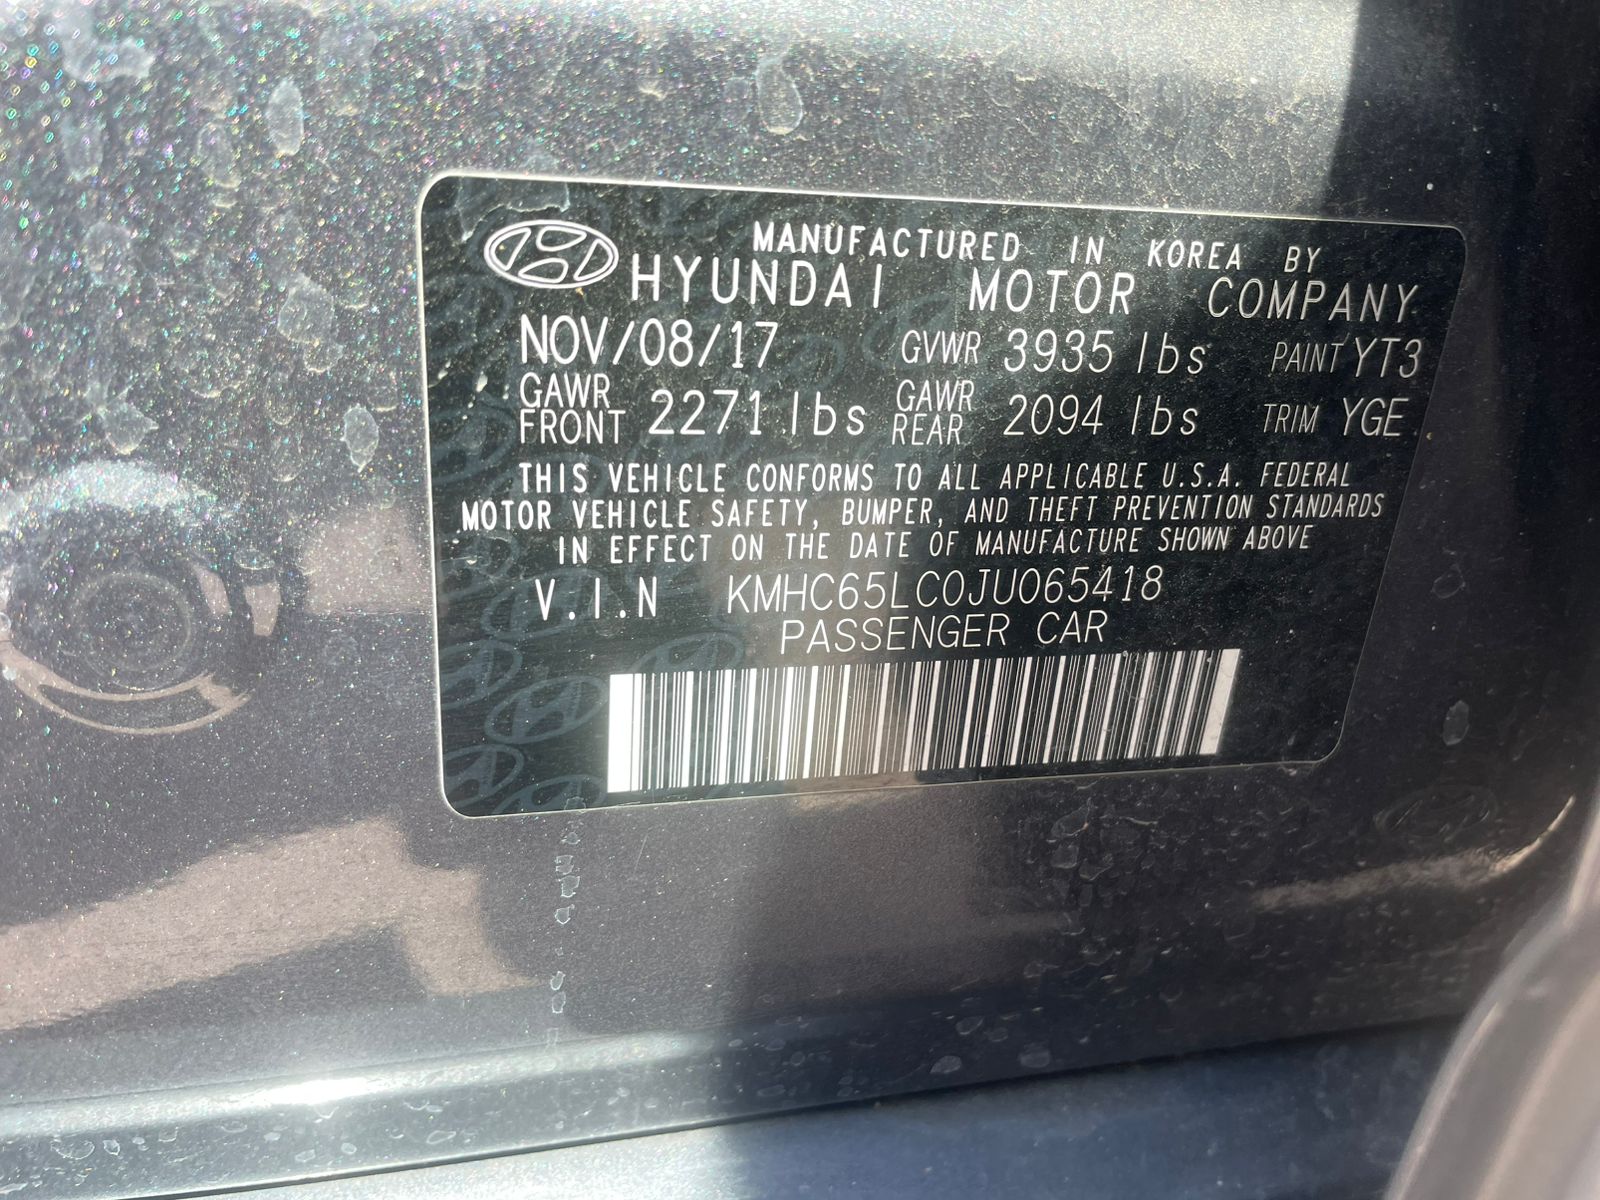 MANUFACTURED IN KOREA BY
HYUNDAI MOTOR COMPANY
NOV/08/17 GVWR 3935 lbs PAINT YT3
GAWR FRONT 2271 lbs GAWR REAR 2094 lbs TRIM YGE
THIS VEHICLE CONFORMS TO ALL APPLICABLE U.S.A. FEDERAL
MOTOR VEHICLE SAFETY, BUMPER, AND THEFT PREVENTION STANDARDS
IN EFFECT ON THE DATE OF MANUFACTURE SHOWN ABOVE
V.I.N KMHC65LC0JU065418
PASSENGER CAR